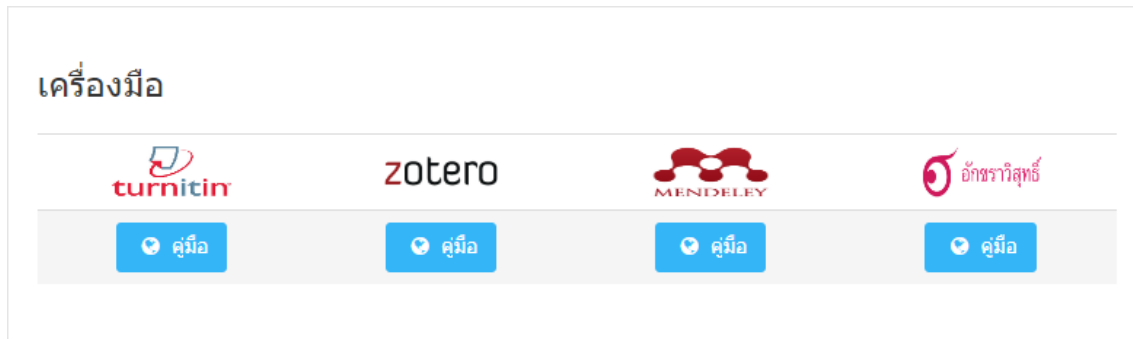 เครื่องมือ
turnitin zotero MENDELEY อักขราวิสุทธิ์
คู่มือ คู่มือ คู่มือ คู่มือ